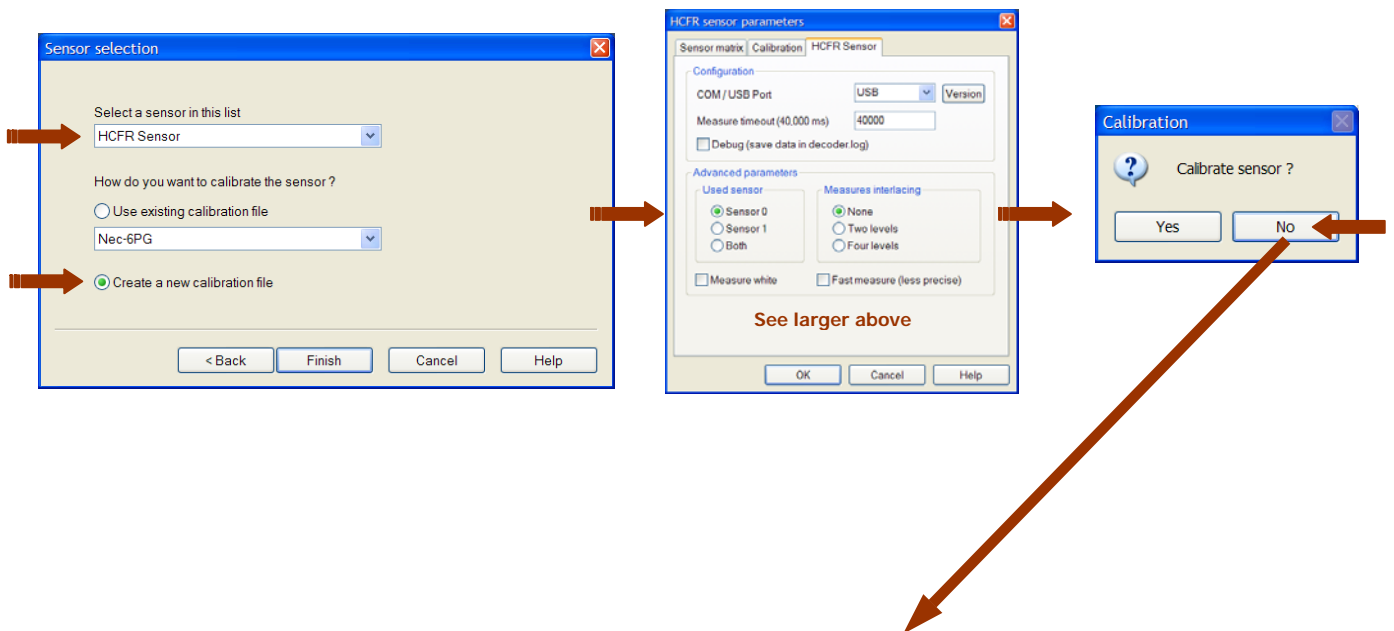 Sensor selection
Select a sensor in this list
HCFR Sensor
How do you want to calibrate the sensor ?
Use existing calibration file
Nec-6PG
Create a new calibration file
< Back
Finish
Cancel
Help
HCFR sensor parameters
Sensor matrix
Calibration
HCFR Sensor
Configuration
COM / USB Port
USB
Version
Measure timeout (40,000 ms)
40000
Debug (save data in decoder.log)
Advanced parameters
Used sensor
Sensor 0
Sensor 1
Both
Measures interlacing
None
Two levels
Four levels
Measure white
Fast measure (less precise)
See larger above
OK
Cancel
Help
Calibration
Calibrate sensor ?
Yes
No